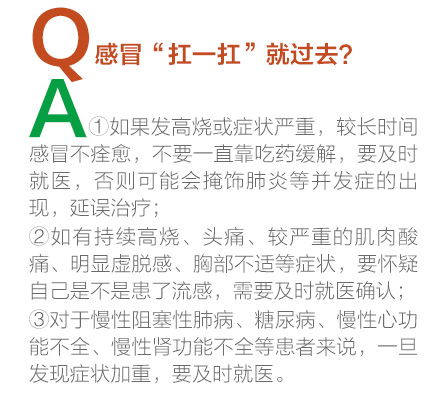 Q 感冒“扛一扛”就过去?
A ①如果发高烧或症状严重，较长时间
感冒不痊愈，不要一直靠吃药缓解，要及时
就医，否则可能会掩饰肺炎等并发症的出
现，延误治疗；
②如有持续高烧、头痛、较严重的肌肉酸
痛、明显虚脱感、胸部不适等症状，要怀疑
自己是不是患了流感，需要及时就医确认；
③对于慢性阻塞性肺病、糖尿病、慢性心功
能不全、慢性肾功能不全等患者来说，一旦
发现症状加重，要及时就医。